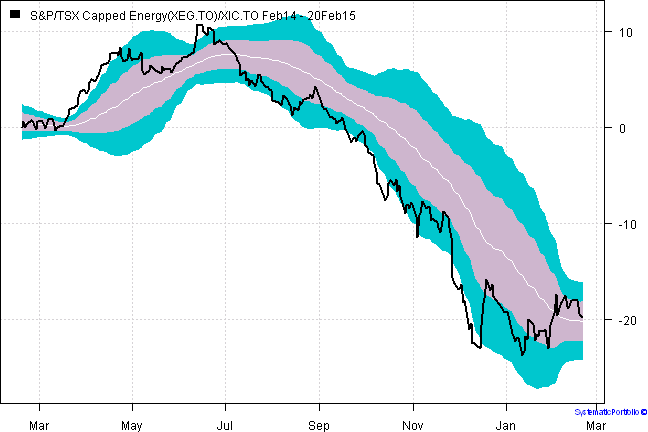 S&P/TSX Capped Energy(XEG.TO)/XIC.TO Feb14 - 20Feb15
10
0
-10
-20
SystematicPortfolio ©
Mar May Jul Sep Nov Jan Mar